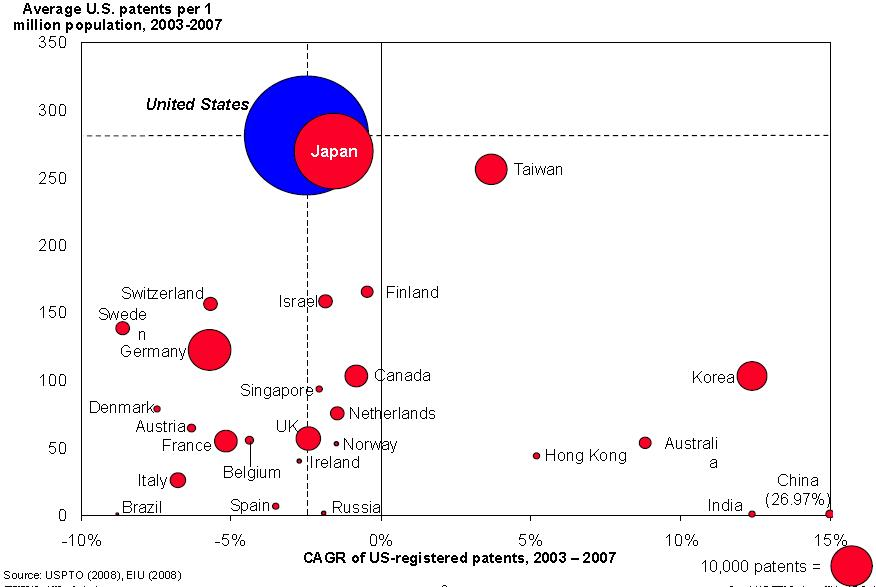 Average U.S. patents per 1
million population, 2003-2007
350
300
250
200
150
100
50
0
United States
Japan
Taiwan
Switzerland
Israel
Finland
Swede
n
Germany
Canada
Korea
Singapore
Denmark
Netherlands
Austria
UK
France
Norway
Hong Kong
Australi
a
Belgium
Ireland
Italy
China
(26.97%)
Brazil
Spain
Russia
India
-10%
-5%
0%
5%
10%
15%
CAGR of US-registered patents, 2003 – 2007
10,000 patents =
Source: USPTO (2008), EIU (2008)